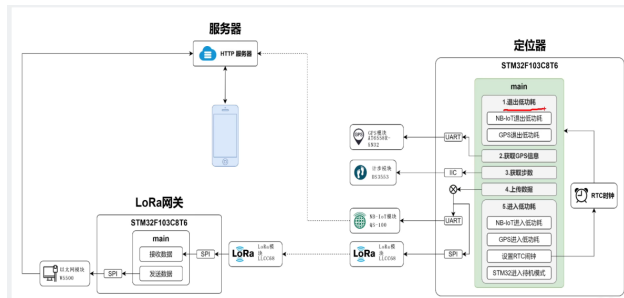 服务器
HTTP 服务器
定位器
STM32F103C8T6
main
1.退出低功耗
NB-IoT退出低功耗
GPS退出低功耗
GPS模块
UART
2.获取GPS信息
计步模块
DS3553
IIC
3.获取步数
4.上传数据
RTC时钟
NB-IoT模块
QS-100
UART
5.进入低功耗
NB-IoT进入低功耗
GPS进入低功耗
设置RTC闹钟
STM32进入待机模式
LoRa网关
STM32F103C8T6
main
接收数据
发送数据
SPI
SPI
以太网模块
W5500
LoRa
LoRa模块
LLCC68
LoRa
LoRa模块
LLCC68
SPI